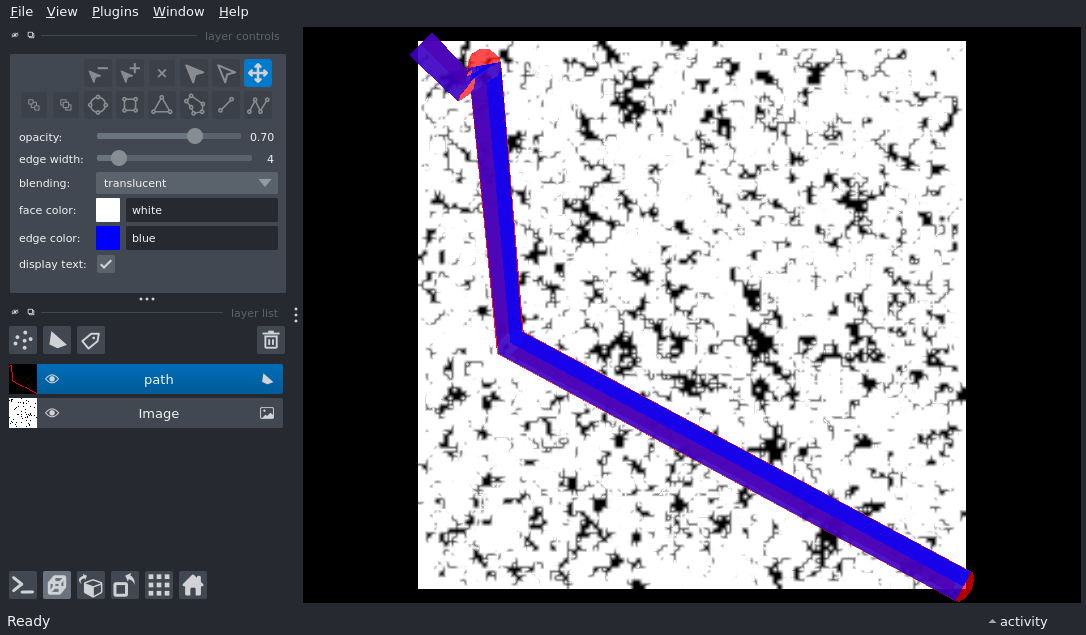 File View Plugins Window Help
layer controls
opacity: 0.70
edge width: 4
blending: translucent
face color: white
edge color: blue
display text:
layer list
path
Image
Ready
activity